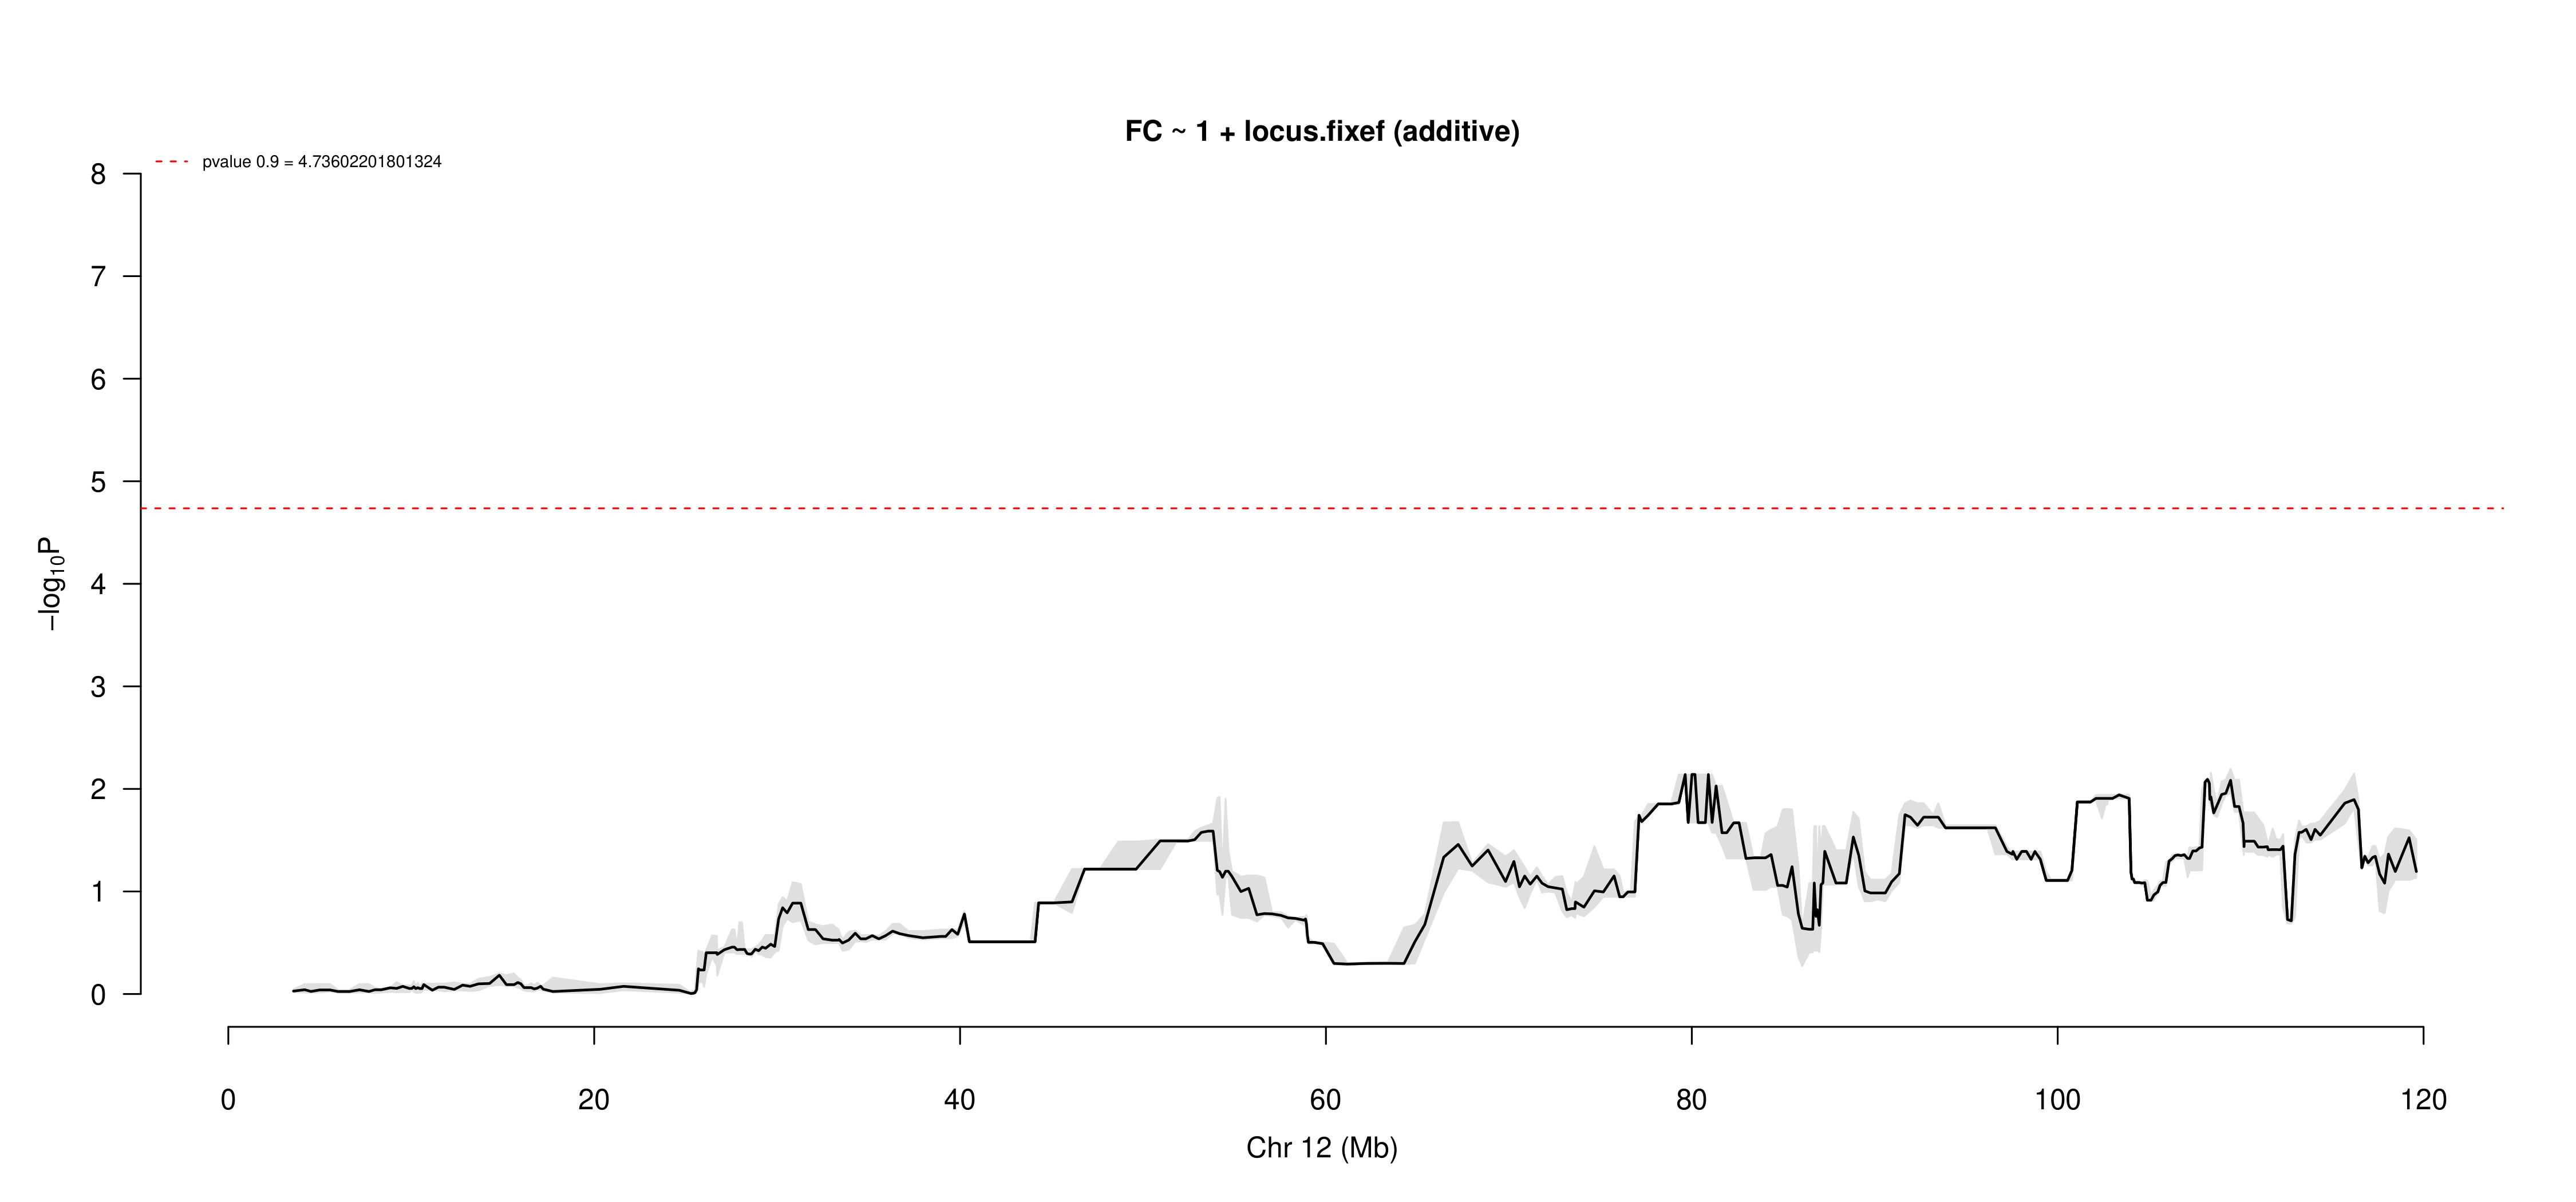 FC ~ 1 + locus.fixef (additive)
pvalue 0.9 = 4.73602201801324
8
7
6
5
4
3
2
1
0
−log10P
0 20 40 60 80 100 120
Chr 12 (Mb)